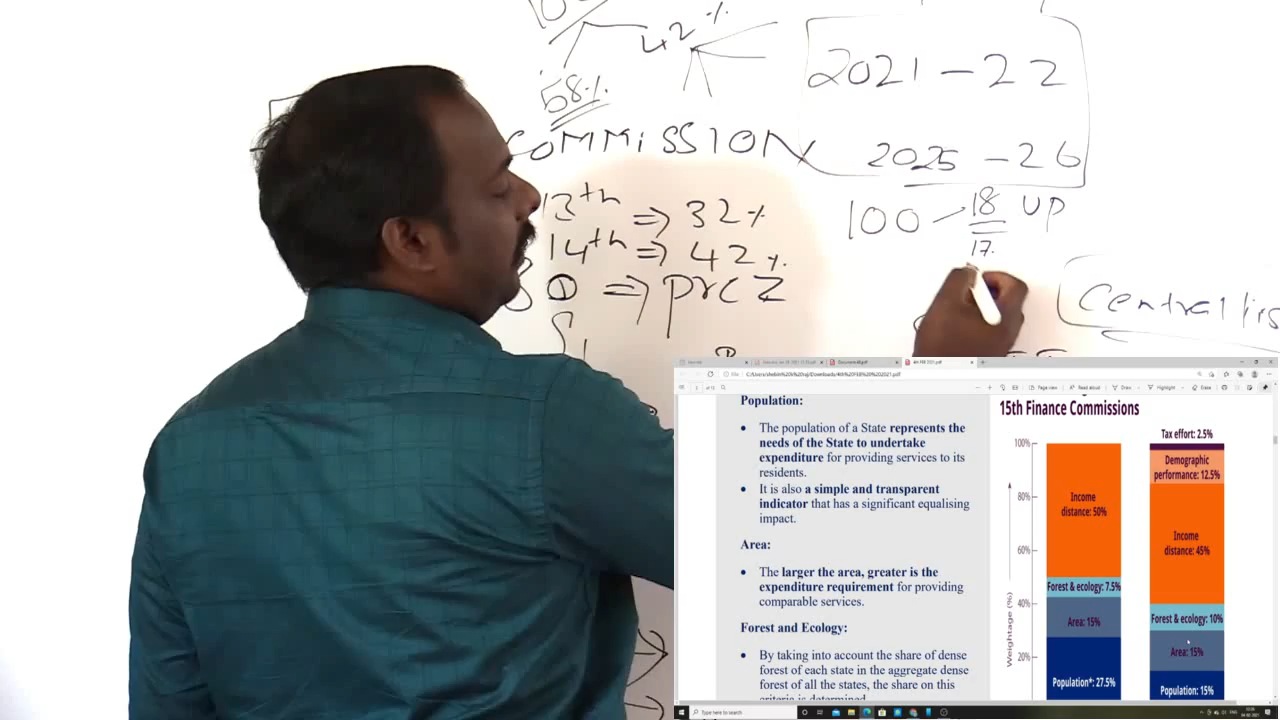 42 %
58%
COMMISSION
2021 - 22
2025 - 26
13th ⇒ 32%
14th ⇒ 42%
100 - 18 UP
17.
Central
Population:
• The population of a State represents the
needs of the State to undertake
expenditure for providing services to its
residents.
• It is also a simple and transparent
indicator that has a significant equalising
impact.
Area:
• The larger the area, greater is the
expenditure requirement for providing
comparable services.
Forest and Ecology:
• By taking into account the share of dense
forest of each state in the aggregate dense
forest of all the states, the share on this
criteria is determined
15th Finance Commissions
100%
80%
60%
40%
20%
Weightage (%)
Income
distance: 50%
Forest & ecology: 7.5%
Area: 15%
Population*: 27.5%
Tax effort: 2.5%
Demographic
performance: 12.5%
Income
distance: 45%
Forest & ecology: 10%
Area: 15%
Population: 15%
Type here to search